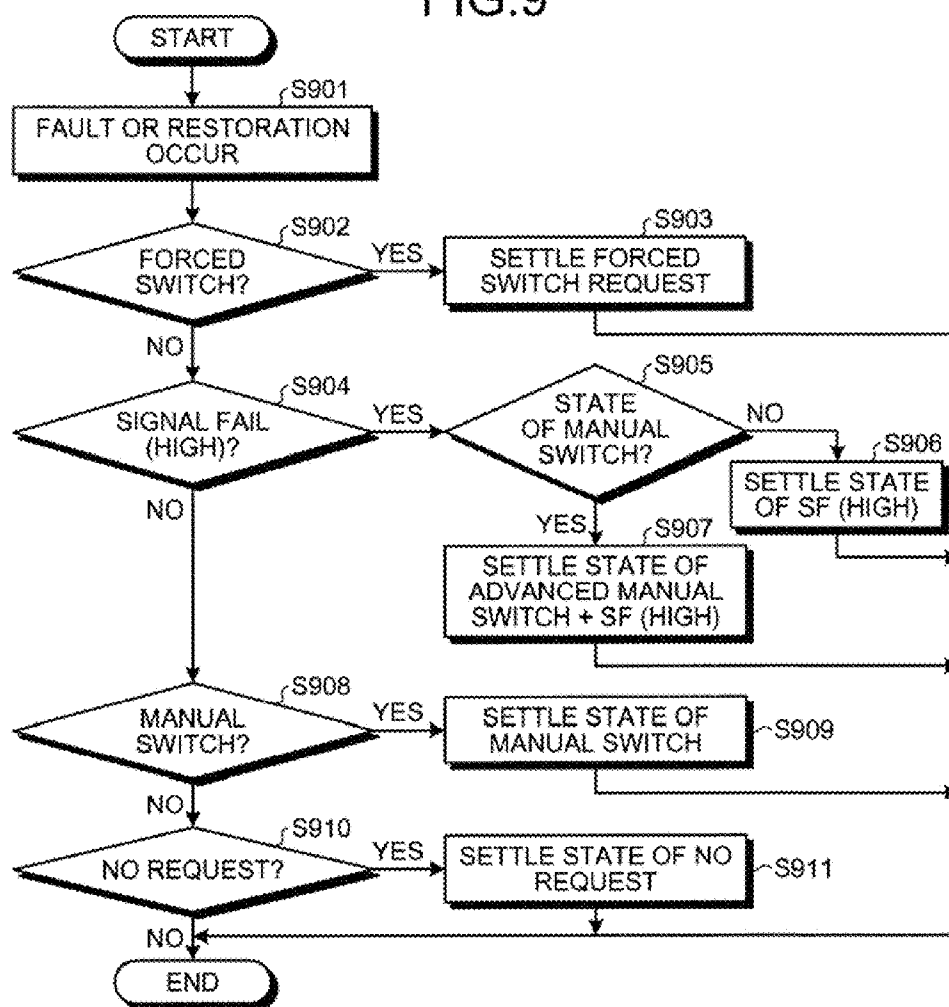 FIG.9
START
S901
FAULT OR RESTORATION
OCCUR
S902
FORCED
SWITCH?
YES
S903
SETTLE FORCED
SWITCH REQUEST
NO
S904
SIGNAL FAIL
(HIGH)?
YES
S905
STATE
OF MANUAL
SWITCH?
NO
S906
SETTLE STATE
OF SF (HIGH)
NO
YES
S907
SETTLE STATE OF
ADVANCED MANUAL
SWITCH + SF (HIGH)
S908
MANUAL
SWITCH?
YES
SETTLE STATE OF
MANUAL SWITCH
S909
NO
S910
NO REQUEST?
YES
SETTLE STATE OF NO
REQUEST
S911
NO
END